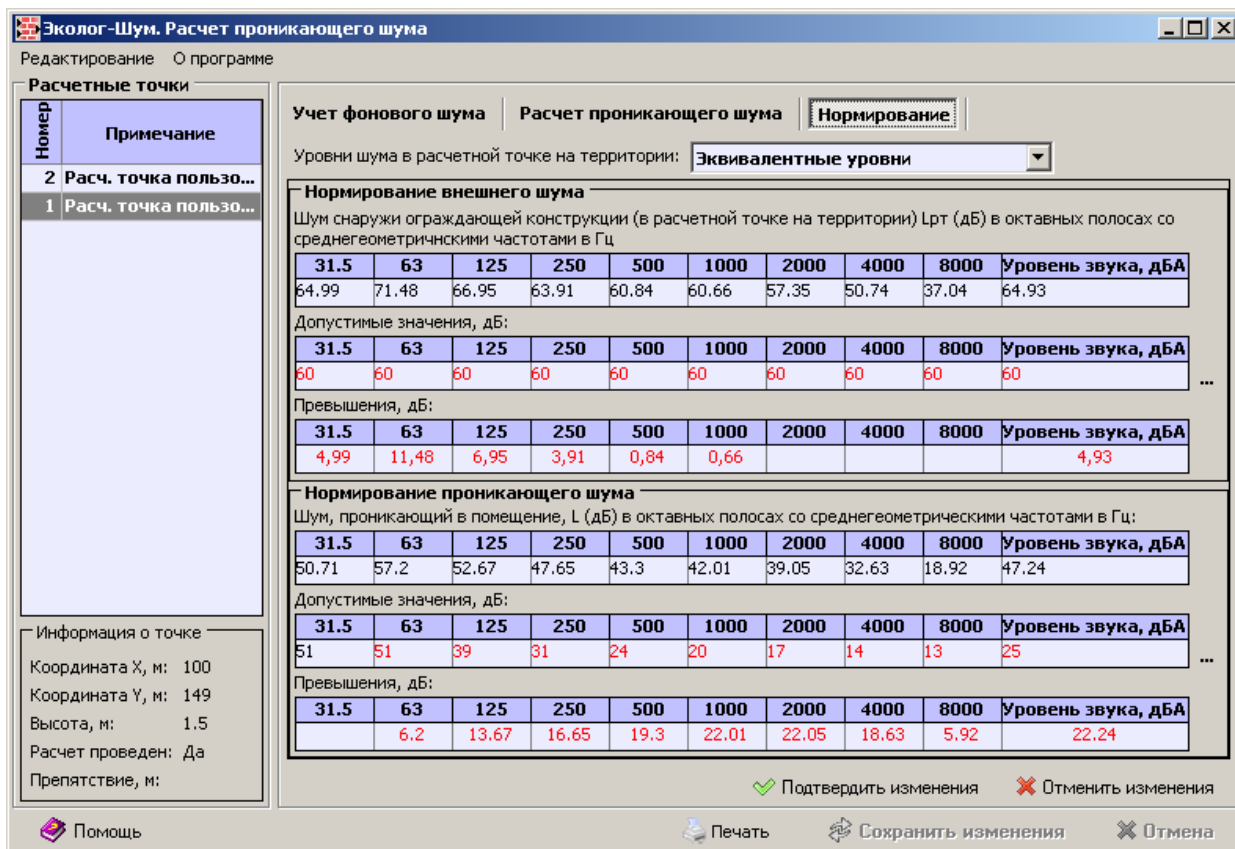 Эколог-Шум. Расчет проникающего шума
Редактирование О программе
Расчетные точки
Номер Примечание
2 Расч. точка пользо...
1 Расч. точка пользо...
Информация о точке
Координата X, м: 100
Координата Y, м: 149
Высота, м: 1.5
Расчет проведен: Да
Препятствие, м:
Учет фонового шума Расчет проникающего шума Нормирование
Уровни шума в расчетной точке на территории: Эквивалентные уровни
Нормирование внешнего шума
Шум снаружи ограждающей конструкции (в расчетной точке на территории) Lрт (дБ) в октавных полосах со
среднегеометричнскими частотами в Гц
31.5 63 125 250 500 1000 2000 4000 8000 Уровень звука, дБА
64.99 71.48 66.95 63.91 60.84 60.66 57.35 50.74 37.04 64.93
Допустимые значения, дБ:
31.5 63 125 250 500 1000 2000 4000 8000 Уровень звука, дБА
60 60 60 60 60 60 60 60 60 60
...
Превышения, дБ:
31.5 63 125 250 500 1000 2000 4000 8000 Уровень звука, дБА
4,99 11,48 6,95 3,91 0,84 0,66 4,93
Нормирование проникающего шума
Шум, проникающий в помещение, L (дБ) в октавных полосах со среднегеометрическими частотами в Гц:
31.5 63 125 250 500 1000 2000 4000 8000 Уровень звука, дБА
50.71 57.2 52.67 47.65 43.3 42.01 39.05 32.63 18.92 47.24
Допустимые значения, дБ:
31.5 63 125 250 500 1000 2000 4000 8000 Уровень звука, дБА
51 51 39 31 24 20 17 14 13 25
...
Превышения, дБ:
31.5 63 125 250 500 1000 2000 4000 8000 Уровень звука, дБА
6.2 13.67 16.65 19.3 22.01 22.05 18.63 5.92 22.24
Подтвердить изменения Отменить изменения
Помощь Печать Сохранить изменения Отмена